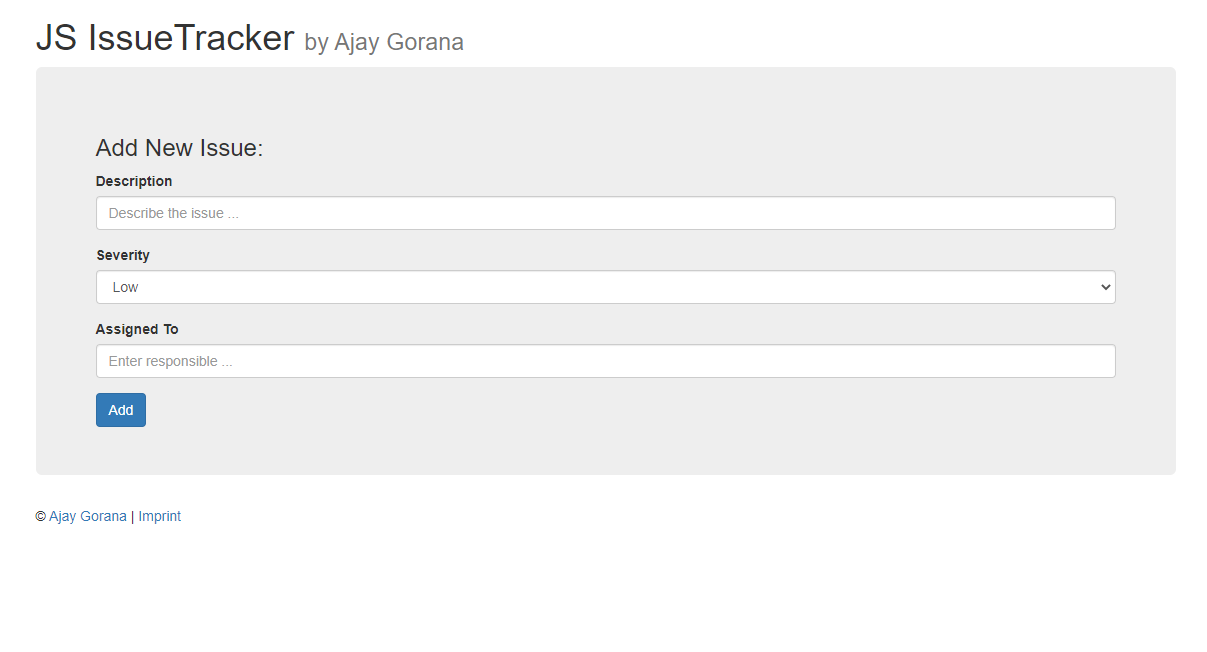 JS IssueTracker by Ajay Gorana
Add New Issue:
Description
Describe the issue ...
Severity
Low
Assigned To
Enter responsible ...
Add
© Ajay Gorana | Imprint